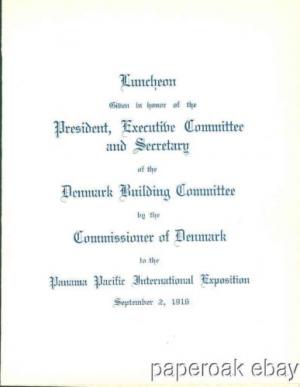 Luncheon
Given in honor of the
President, Executive Committee
and Secretary
of the
Denmark Building Committee
by the
Commissioner of Denmark
to the
Panama Pacific International Exposition
September 2, 1916
paperoak ebay